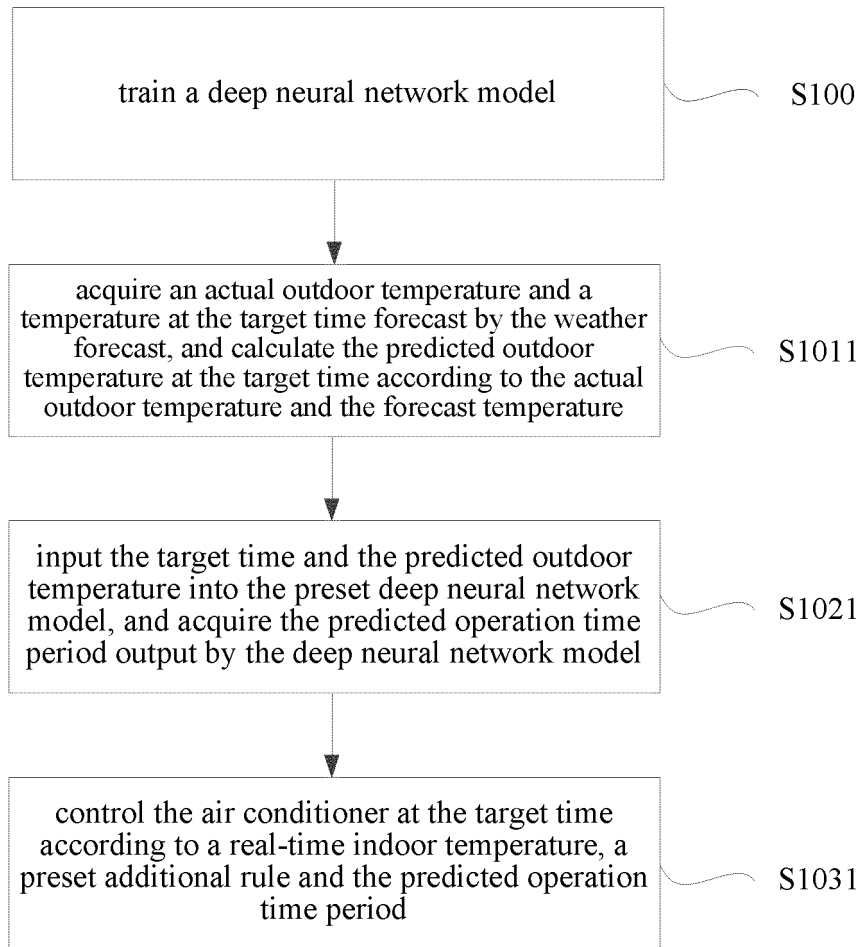 train a deep neural network model
S100
acquire an actual outdoor temperature and a
temperature at the target time forecast by the weather
forecast, and calculate the predicted outdoor
temperature at the target time according to the actual
outdoor temperature and the forecast temperature
S1011
input the target time and the predicted outdoor
temperature into the preset deep neural network
model, and acquire the predicted operation time
period output by the deep neural network model
S1021
control the air conditioner at the target time
according to a real-time indoor temperature, a
preset additional rule and the predicted operation
time period
S1031